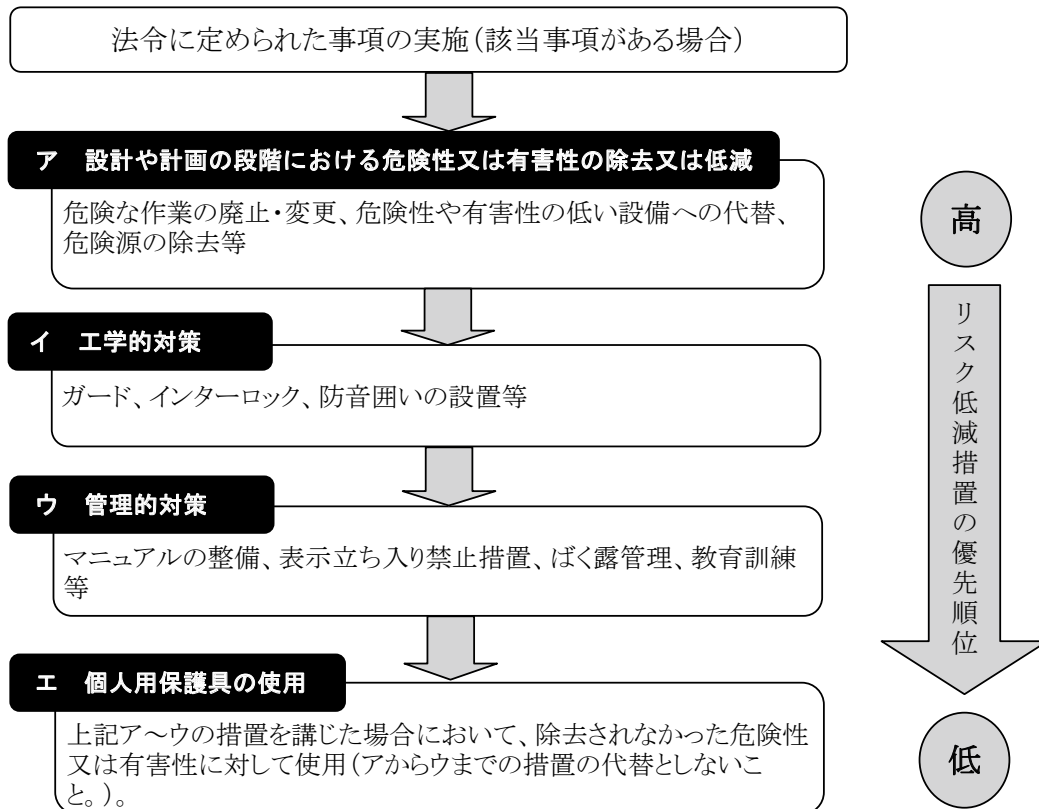 法令に定められた事項の実施(該当事項がある場合)
ア 設計や計画の段階における危険性又は有害性の除去又は低減
危険な作業の廃止・変更、危険性や有害性の低い設備への代替、
危険源の除去等
イ 工学的対策
ガード、インターロック、防音囲いの設置等
ウ 管理的対策
マニュアルの整備、表示立ち入り禁止措置、ばく露管理、教育訓練
等
エ 個人用保護具の使用
上記ア～ウの措置を講じた場合において、除去されなかった危険性
又は有害性に対して使用(アからウまでの措置の代替としないこ
と。)。
高
リスク低減措置の優先順位
低